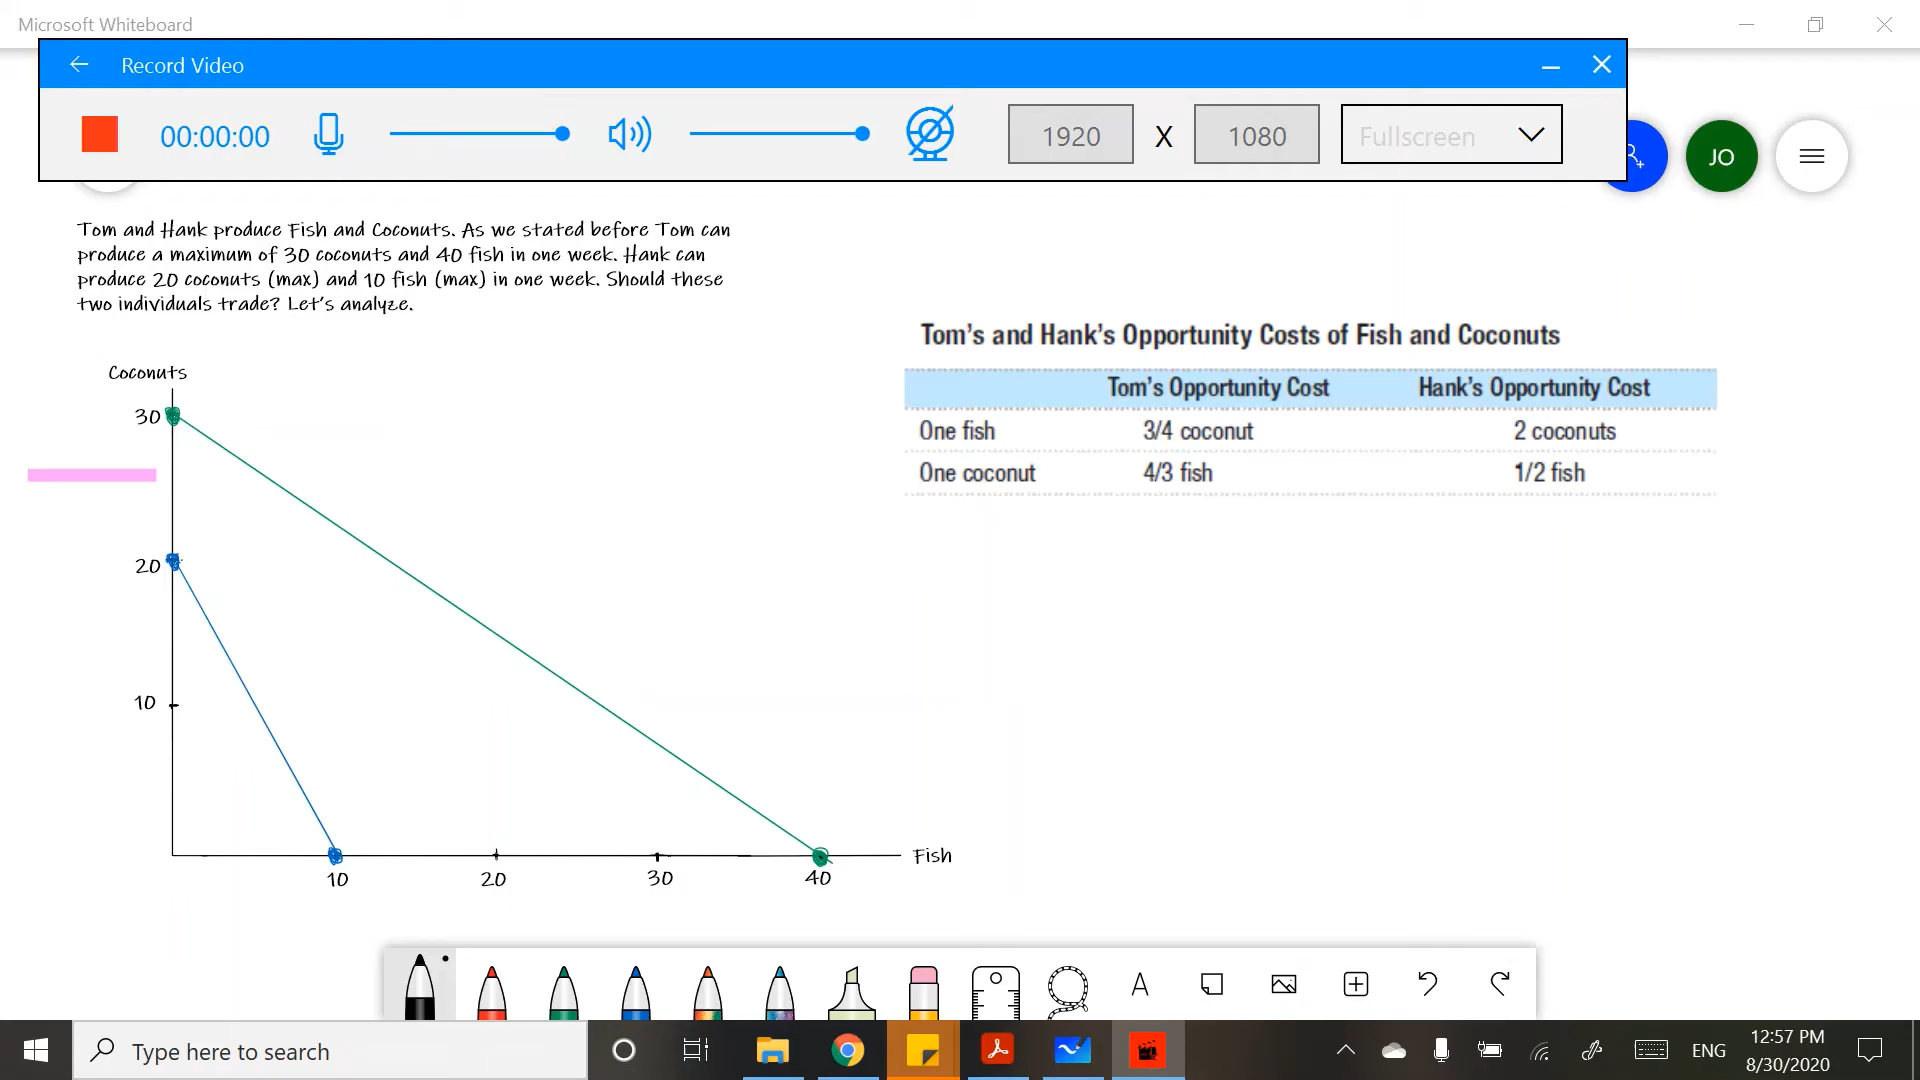 Microsoft Whiteboard
Record Video
00:00:00
1920 X 1080 Fullscreen
JO
Tom and Hank produce Fish and Coconuts. As we stated before Tom can
produce a maximum of 30 coconuts and 40 fish in one week. Hank can
produce 20 coconuts (max) and 10 fish (max) in one week. Should these
two individuals trade? Let's analyze.
Tom's and Hank's Opportunity Costs of Fish and Coconuts
Tom's Opportunity Cost Hank's Opportunity Cost
One fish 3/4 coconut 2 coconuts
One coconut 4/3 fish 1/2 fish
Coconuts
30
20
10
Fish
10 20 30 40
A
Type here to search
ENG
12:57 PM
8/30/2020